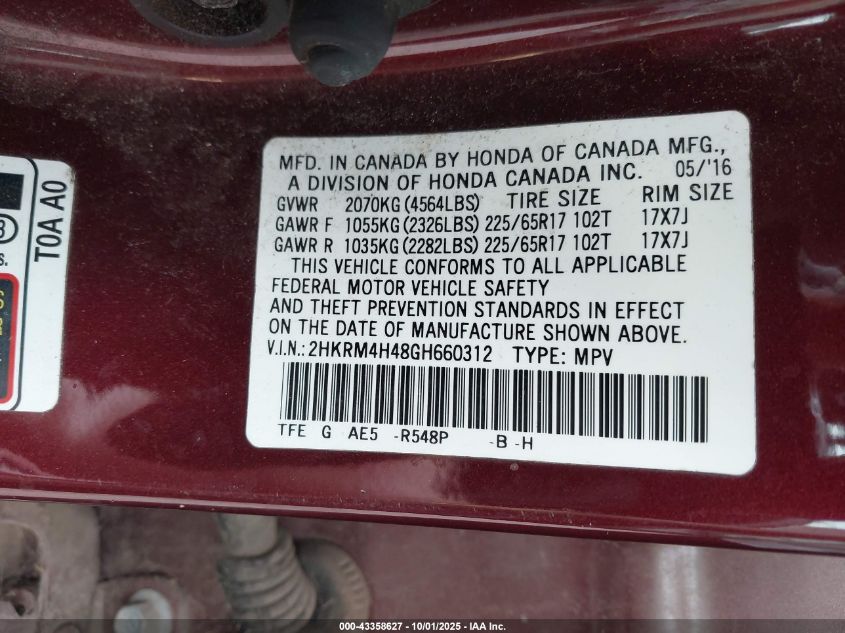 MFD. IN CANADA BY HONDA OF CANADA MFG.,
A DIVISION OF HONDA CANADA INC. 05/'16
GVWR 2070KG (4564LBS) TIRE SIZE RIM SIZE
GAWR F 1055KG (2326LBS) 225/65R17 102T 17X7J
GAWR R 1035KG (2282LBS) 225/65R17 102T 17X7J
THIS VEHICLE CONFORMS TO ALL APPLICABLE
FEDERAL MOTOR VEHICLE SAFETY
AND THEFT PREVENTION STANDARDS IN EFFECT
ON THE DATE OF MANUFACTURE SHOWN ABOVE.
V.I.N.: 2HKRM4H48GH660312 TYPE: MPV
TFE G AE5 -R548P -B -H
T0A A0
000-43358627 - 10/01/2025 - IAA Inc.